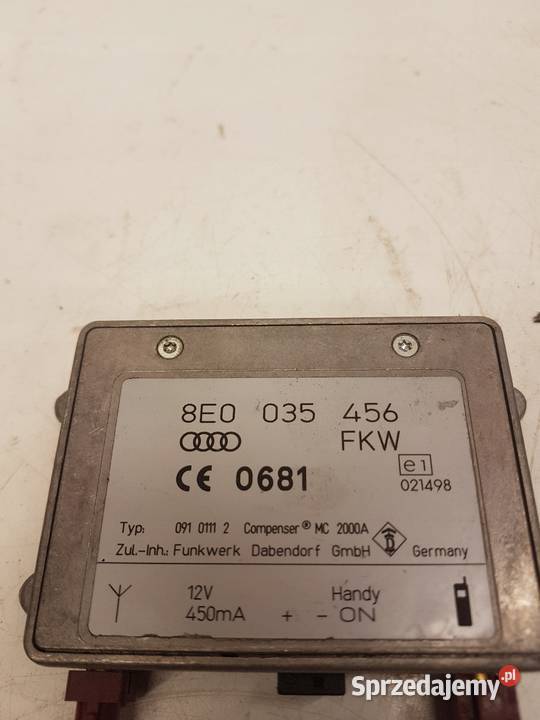 8E0 035 456
FKW
CE 0681
e1
021498
Typ: 091 0111 2 Compenser® MC 2000A
Zul.-Inh.: Funkwerk Dabendorf GmbH Germany
12V Handy
450mA + - ON
Sprzedajemy.pl